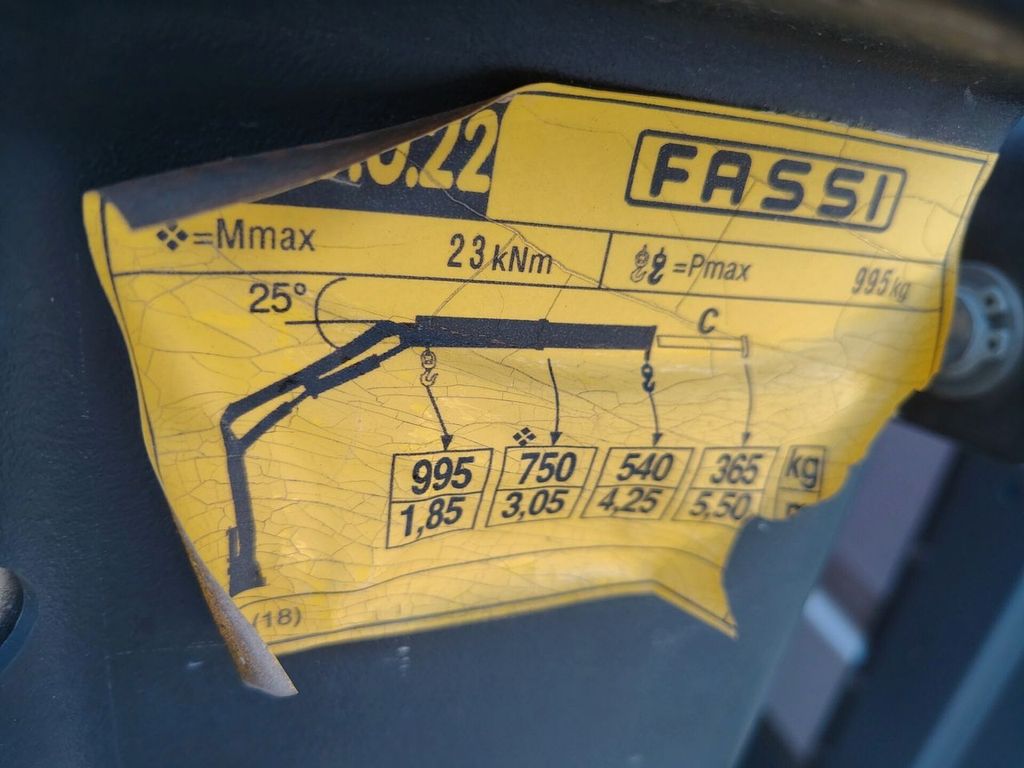 .0.22
FASSI
=Mmax 23 kNm
=Pmax 995 kg
25°
C
995 750 540 365 kg
1,85 3,05 4,25 5,50
(18)